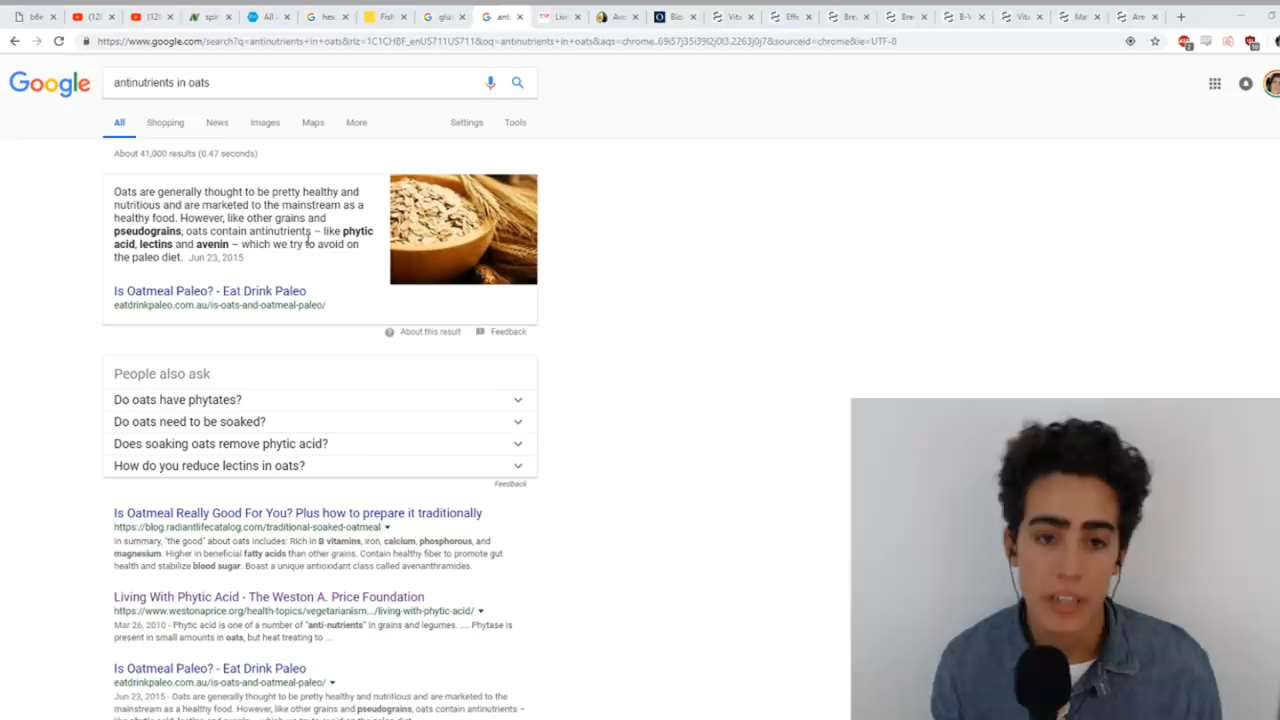 https://www.google.com/search?q=antinutrients+in+oats&rlz=1C1CHBF_enUS711US711&oq=antinutrients+in+oats&aqs=chrome..69i57j35i39l2j0l3.2263j0j7&sourceid=chrome&ie=UTF-8
Google
antinutrients in oats
All Shopping News Images Maps More Settings Tools
About 41,000 results (0.47 seconds)
Oats are generally thought to be pretty healthy and
nutritious and are marketed to the mainstream as a
healthy food. However, like other grains and
pseudograins, oats contain antinutrients – like phytic
acid, lectins and avenin – which we try to avoid on
the paleo diet. Jun 23, 2015
Is Oatmeal Paleo? - Eat Drink Paleo
eatdrinkpaleo.com.au/is-oats-and-oatmeal-paleo/
About this result Feedback
People also ask
Do oats have phytates?
Do oats need to be soaked?
Does soaking oats remove phytic acid?
How do you reduce lectins in oats?
Feedback
Is Oatmeal Really Good For You? Plus how to prepare it traditionally
https://blog.radiantlifecatalog.com/traditional-soaked-oatmeal
In summary, "the good" about oats includes: Rich in B vitamins, iron, calcium, phosphorous, and
magnesium. Higher in beneficial fatty acids than other grains. Contain healthy fiber to promote gut
health and stabilize blood sugar. Boast a unique antioxidant class called avenanthramides.
Living With Phytic Acid - The Weston A. Price Foundation
https://www.westonaprice.org/health-topics/vegetarianism.../living-with-phytic-acid/
Mar 26, 2010 - Phytic acid is one of a number of "anti-nutrients" in grains and legumes. .... Phytase is
present in small amounts in oats, but heat treating to ...
Is Oatmeal Paleo? - Eat Drink Paleo
eatdrinkpaleo.com.au/is-oats-and-oatmeal-paleo/
Jun 23, 2015 - Oats are generally thought to be pretty healthy and nutritious and are marketed to the
mainstream as a healthy food. However, like other grains and pseudograins, oats contain antinutrients –